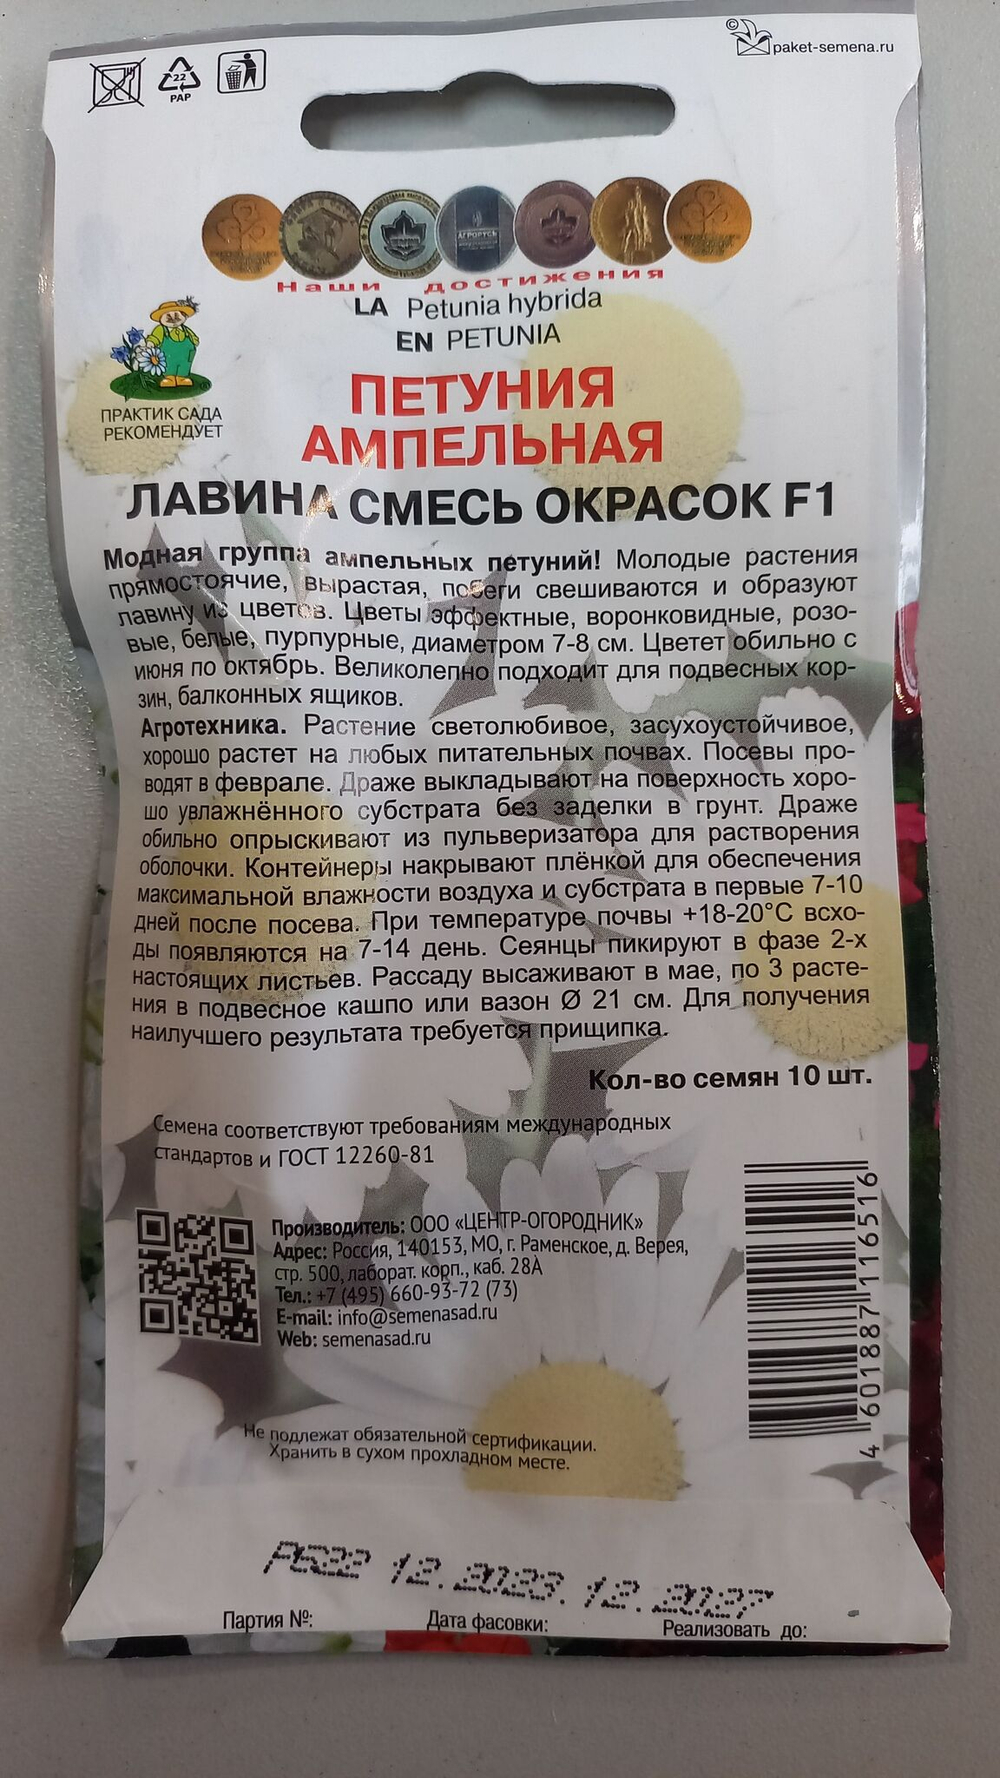 © paket-semena.ru
22
PAP
АГРОРУСЬ
Наши достижения
LA Petunia hybrida
EN PETUNIA
ПРАКТИК САДА
РЕКОМЕНДУЕТ
ПЕТУНИЯ
АМПЕЛЬНАЯ
ЛАВИНА СМЕСЬ ОКРАСОК F1
Модная группа ампельных петуний! Молодые растения
прямостоячие, вырастая, побеги свешиваются и образуют
лавину из цветов. Цветы эффектные, воронковидные, розо-
вые, белые, пурпурные, диаметром 7-8 см. Цветет обильно с
июня по октябрь. Великолепно подходит для подвесных кор-
зин, балконных ящиков.
Агротехника. Растение светолюбивое, засухоустойчивое,
хорошо растет на любых питательных почвах. Посевы про-
водят в феврале. Драже выкладывают на поверхность хоро-
шо увлажнённого субстрата без заделки в грунт. Драже
обильно опрыскивают из пульверизатора для растворения
оболочки. Контейнеры накрывают плёнкой для обеспечения
максимальной влажности воздуха и субстрата в первые 7-10
дней после посева. При температуре почвы +18-20°С всхо-
ды появляются на 7-14 день. Сеянцы пикируют в фазе 2-х
настоящих листьев. Рассаду высаживают в мае, по 3 расте-
ния в подвесное кашпо или вазон Ø 21 см. Для получения
наилучшего результата требуется прищипка.
Кол-во семян 10 шт.
Семена соответствуют требованиям международных
стандартов и ГОСТ 12260-81
Производитель: ООО «ЦЕНТР-ОГОРОДНИК»
Адрес: Россия, 140153, МО, г. Раменское, д. Верея,
стр. 500, лаборат. корп., каб. 28А
Тел.: +7 (495) 660-93-72 (73)
E-mail: info@semenasad.ru
Web: semenasad.ru
4 601887 116516
Не подлежат обязательной сертификации.
Хранить в сухом прохладном месте.
Р522 12.2023.12.2027
Партия №: Дата фасовки: Реализовать до: